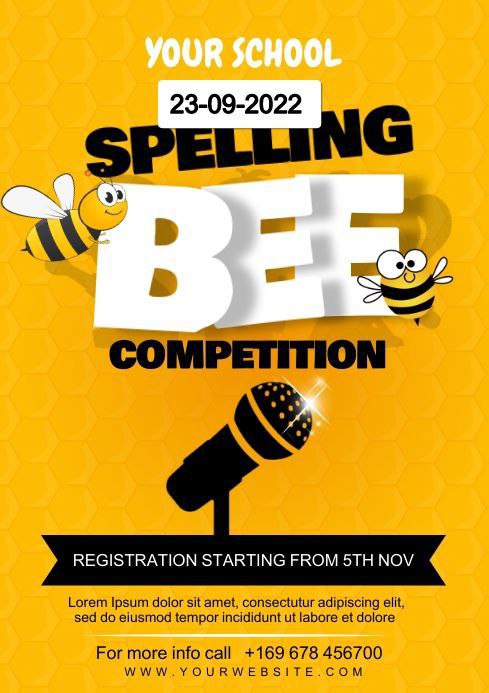 YOUR SCHOOL
23-09-2022
SPELLING
BEE
COMPETITION
REGISTRATION STARTING FROM 5TH NOV
Lorem Ipsum dolor sit amet, consectetur adipiscing elit,
sed do eiusmod tempor incididunt ut labore et dolore
For more info call +169 678 456700
WWW.YOURWEBSITE.COM